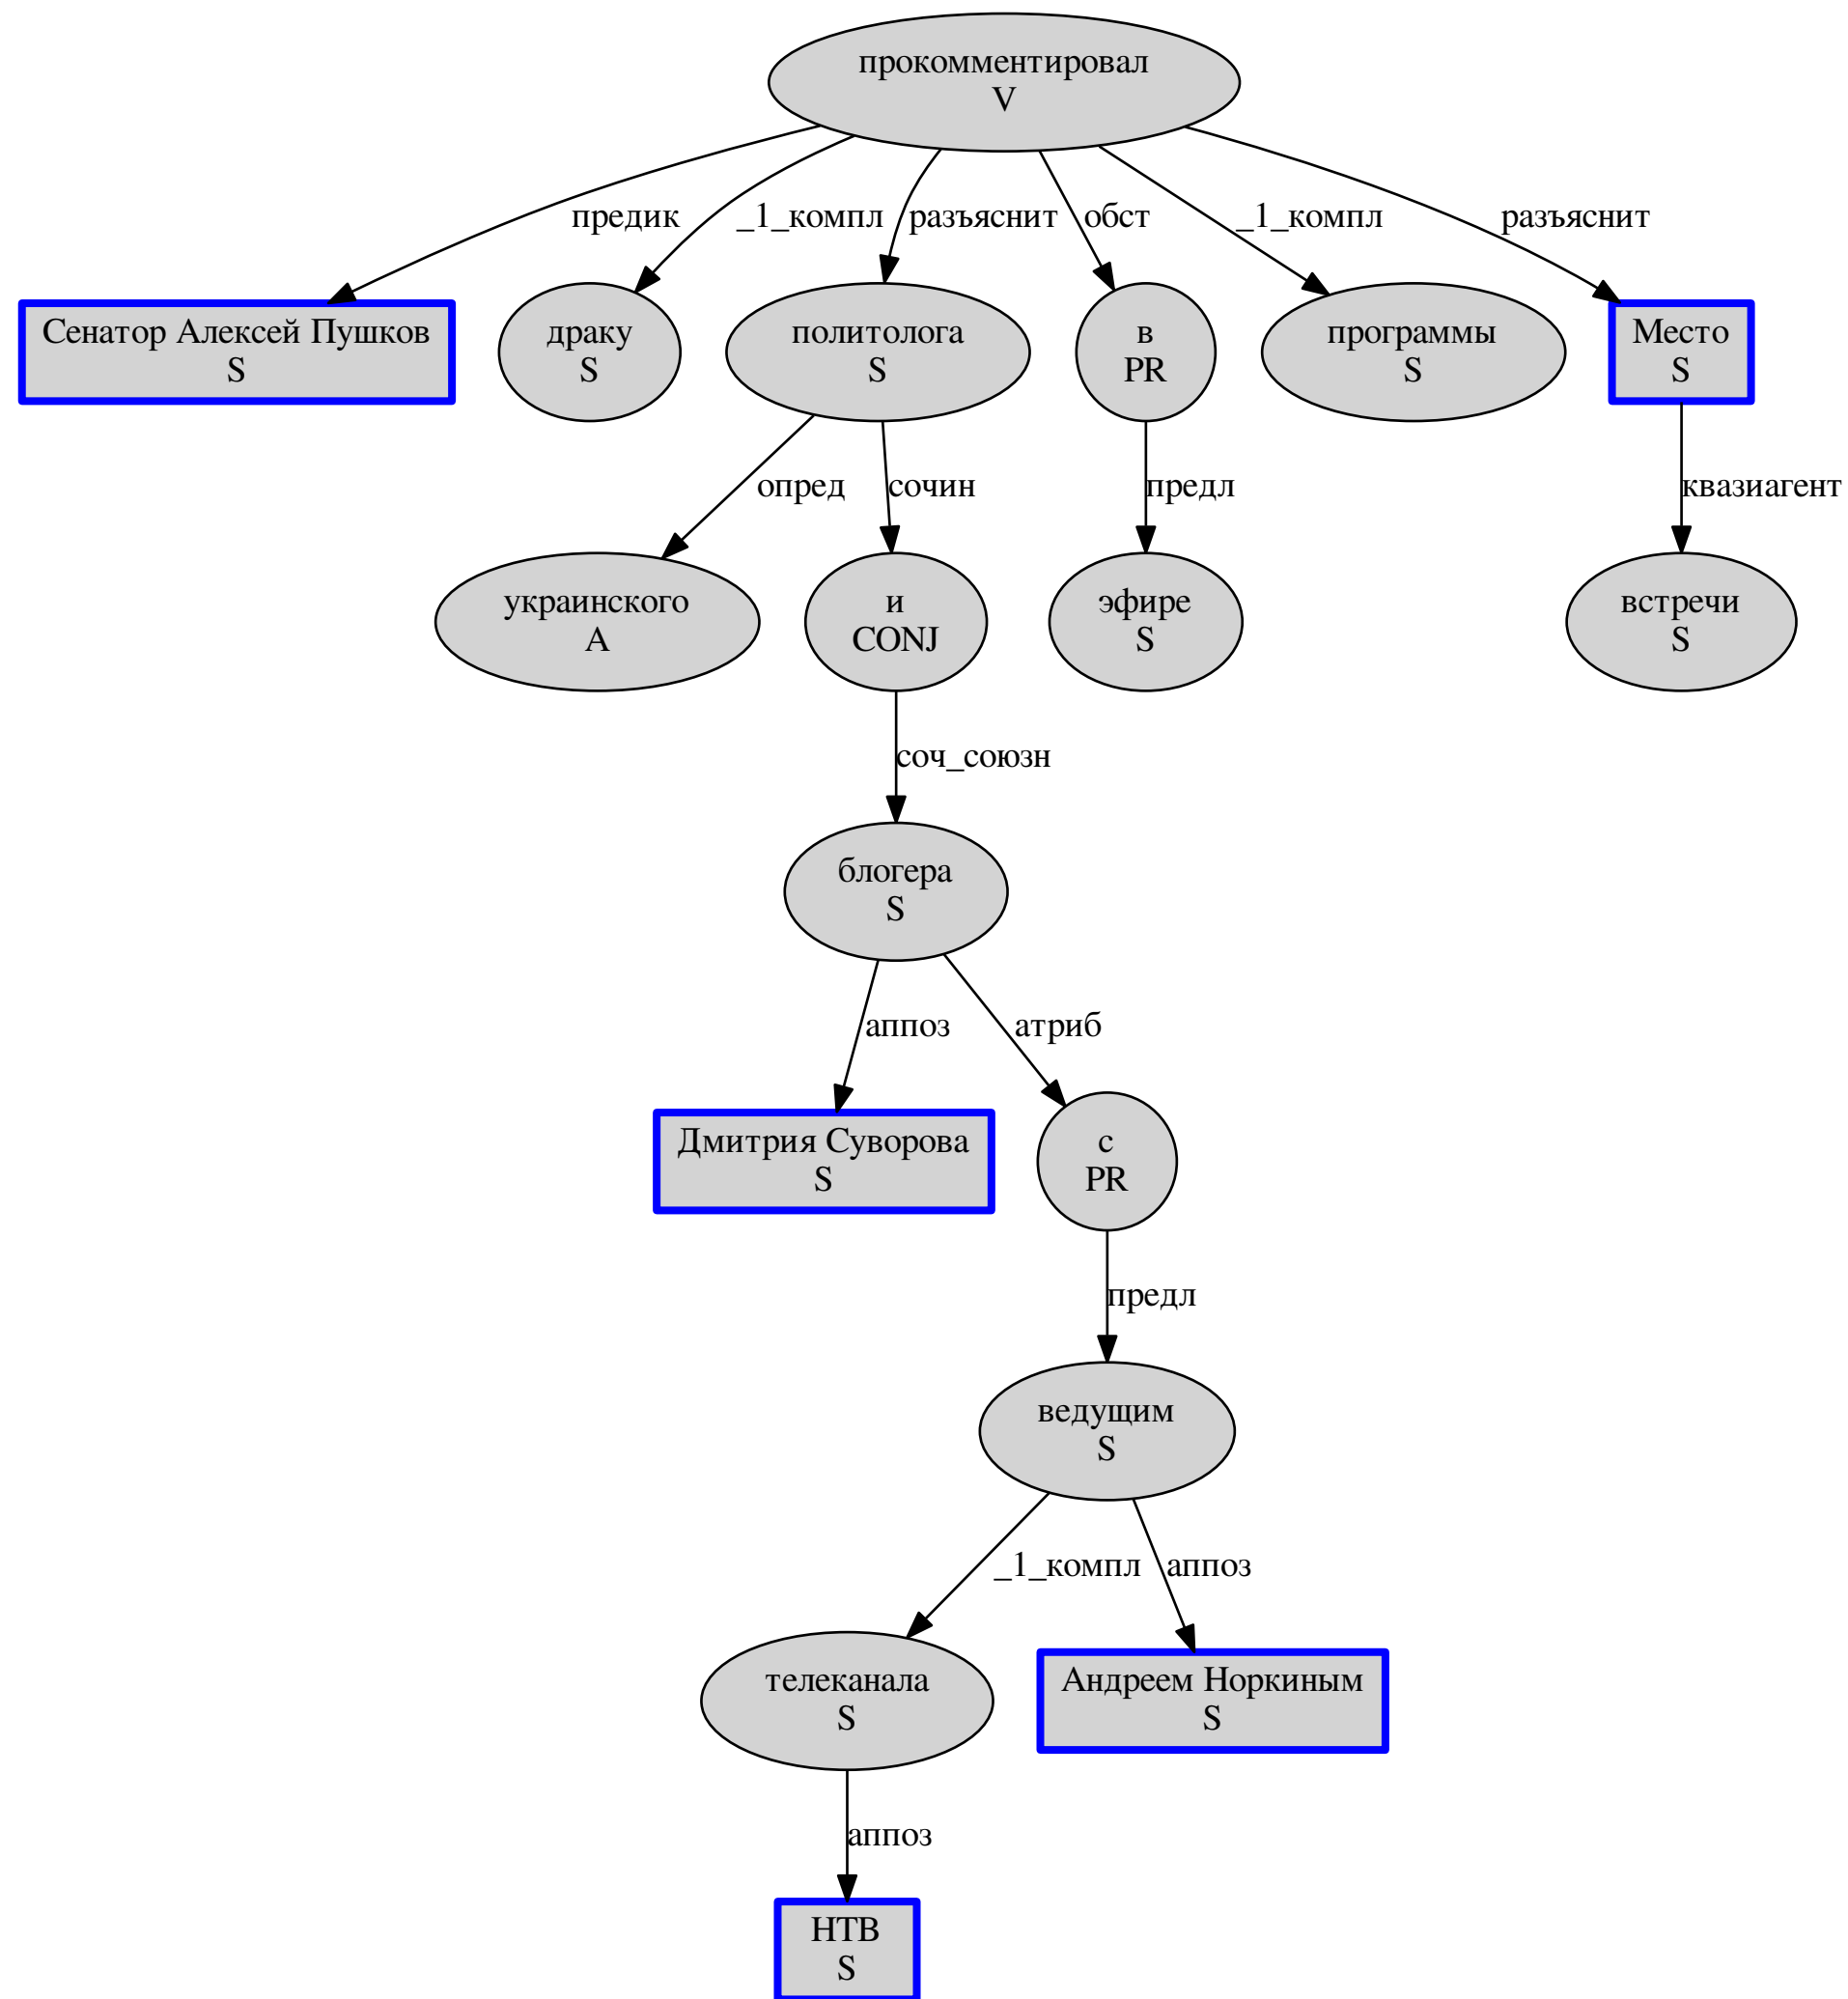 прокомментировал
V
предик
_1_компл
разъяснит
обст
_1_компл
разъяснит
Сенатор Алексей Пушков
S
драку
S
политолога
S
в
PR
программы
S
Место
S
опред
сочин
предл
квазиагент
украинского
A
и
CONJ
эфире
S
встречи
S
соч_союзн
блогера
S
аппоз
атриб
Дмитрия Суворова
S
с
PR
предл
ведущим
S
_1_компл
аппоз
телеканала
S
Андреем Норкиным
S
аппоз
НТВ
S